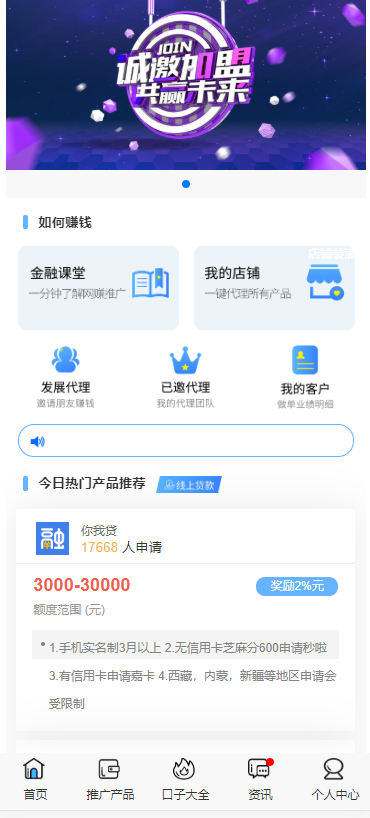 JOIN
诚邀加盟
共赢未来
如何赚钱
金融课堂
一分钟了解网赚推广
我的店铺
一键代理所有产品
发展代理
邀请朋友赚钱
已邀代理
我的代理团队
我的客户
做单业绩明细
今日热门产品推荐 线上贷款
融
你我贷
17668 人申请
3000-30000
奖励2%元
额度范围 (元)
1.手机实名制3月以上 2.无信用卡芝麻分600申请秒啦
3.有信用卡申请嘉卡 4.西藏，内蒙，新疆等地区申请会
受限制
首页 推广产品 口子大全 资讯 个人中心